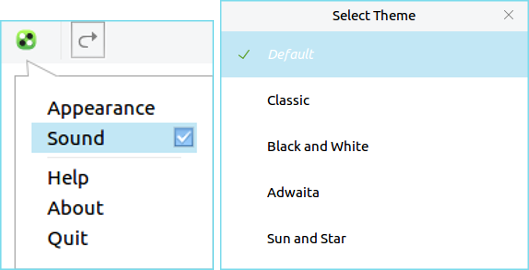 Appearance
Sound
Help
About
Quit
Select Theme
Default
Classic
Black and White
Adwaita
Sun and Star